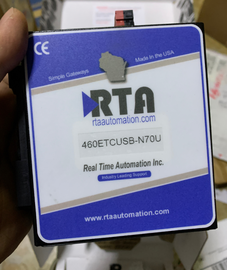 CE
Made in the USA
Simple Gateways
RTA
rtaautomation.com
460ETCUSB-N70U
Real Time Automation Inc.
Industry Leading Support
www.rtaautomation.com